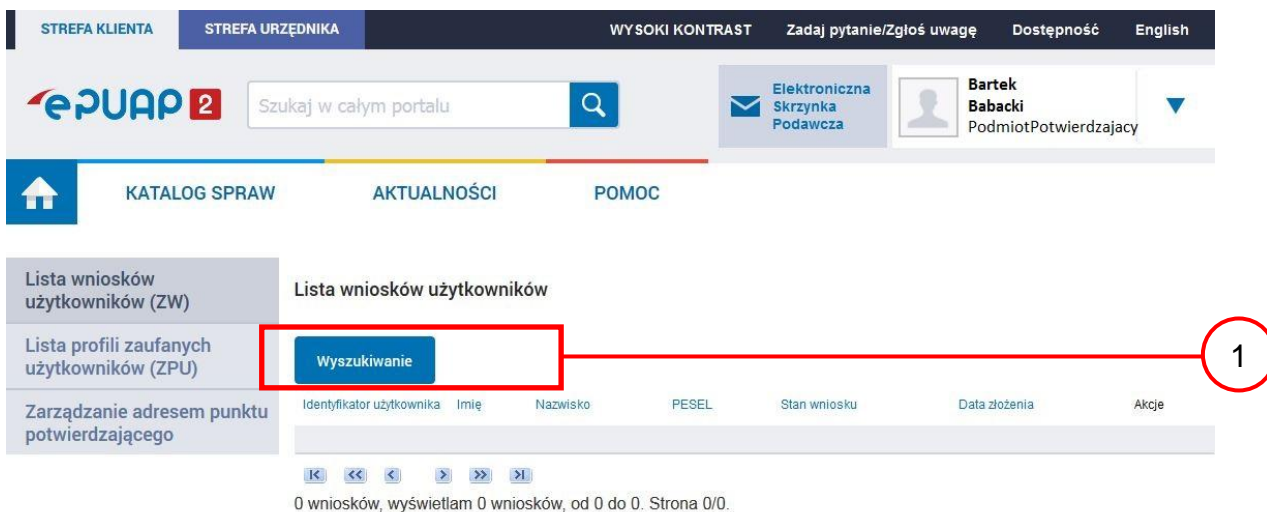 STREFA KLIENTA STREFA URZĘDNIKA WYSOKI KONTRAST Zadaj pytanie/Zgłoś uwagę Dostępność English
ePUAP 2 Szukaj w całym portalu
Elektroniczna
Skrzynka
Podawcza
Bartek
Babacki
PodmiotPotwierdzajacy
KATALOG SPRAW AKTUALNOŚCI POMOC
Lista wniosków
użytkowników (ZW)
Lista profili zaufanych
użytkowników (ZPU)
Zarządzanie adresem punktu
potwierdzającego
Lista wniosków użytkowników
Wyszukiwanie
1
Identyfikator użytkownika Imię Nazwisko PESEL Stan wniosku Data złożenia Akcje
0 wniosków, wyświetlam 0 wniosków, od 0 do 0. Strona 0/0.